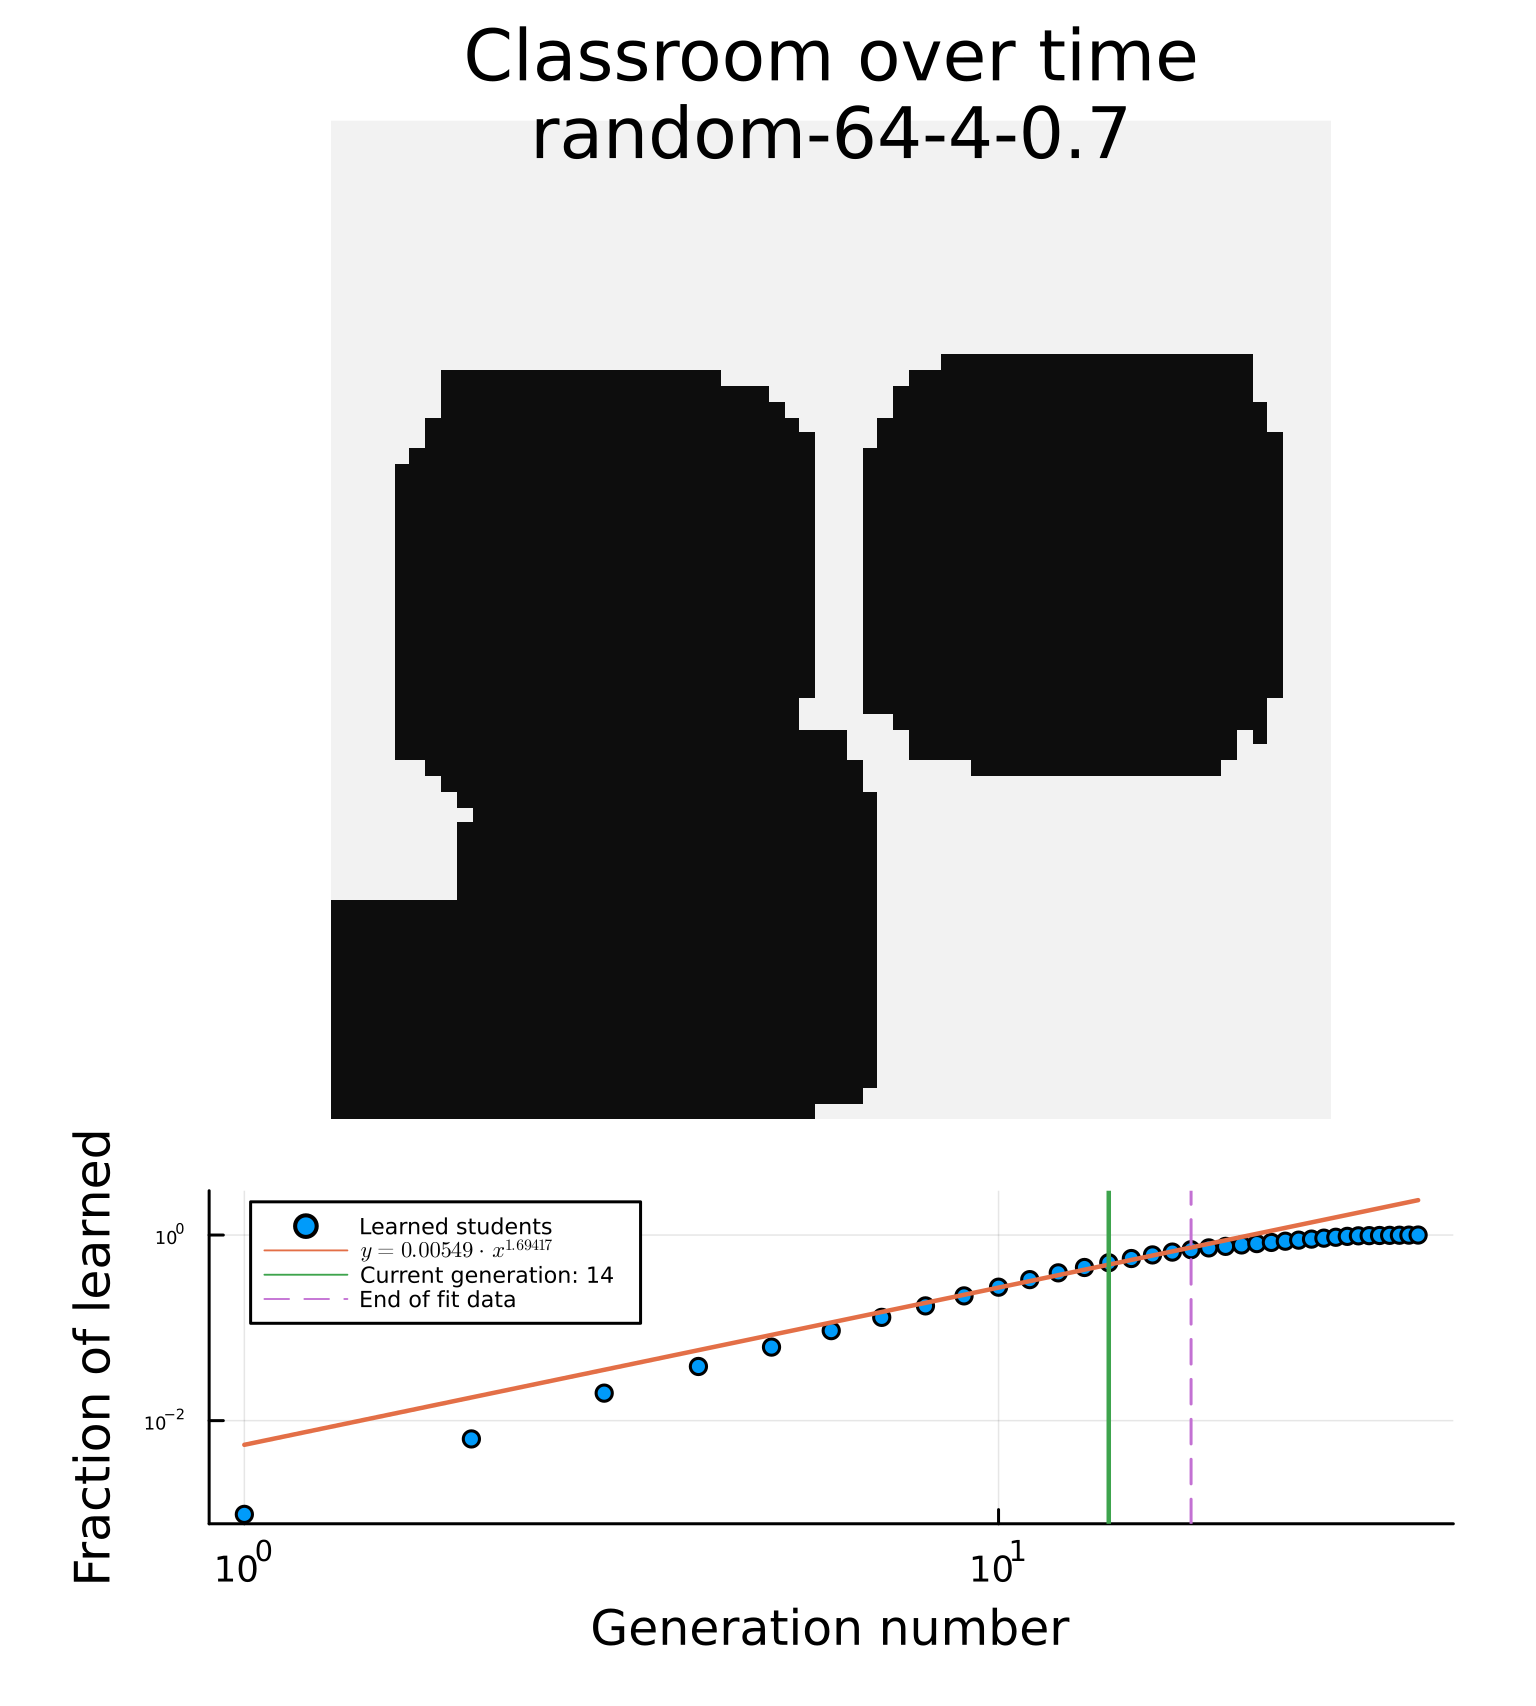 Classroom over time
random-64-4-0.7
Fraction of learned
10⁰
10⁻²
Learned students
y = 0.00549 · x^1.69417
Current generation: 14
End of fit data
10⁰
10¹
Generation number